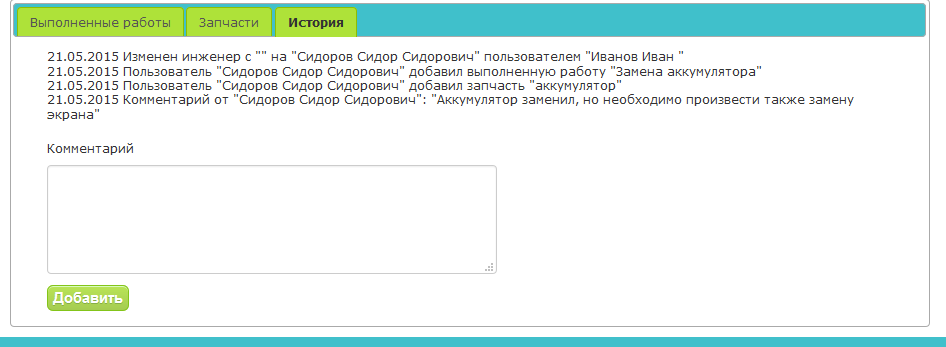 Выполненные работы Запчасти История
21.05.2015 Изменен инженер с "" на "Сидоров Сидор Сидорович" пользователем "Иванов Иван "
21.05.2015 Пользователь "Сидоров Сидор Сидорович" добавил выполненную работу "Замена аккумулятора"
21.05.2015 Пользователь "Сидоров Сидор Сидорович" добавил запчасть "аккумулятор"
21.05.2015 Комментарий от "Сидоров Сидор Сидорович": "Аккумулятор заменил, но необходимо произвести также замену
экрана"
Комментарий
Добавить